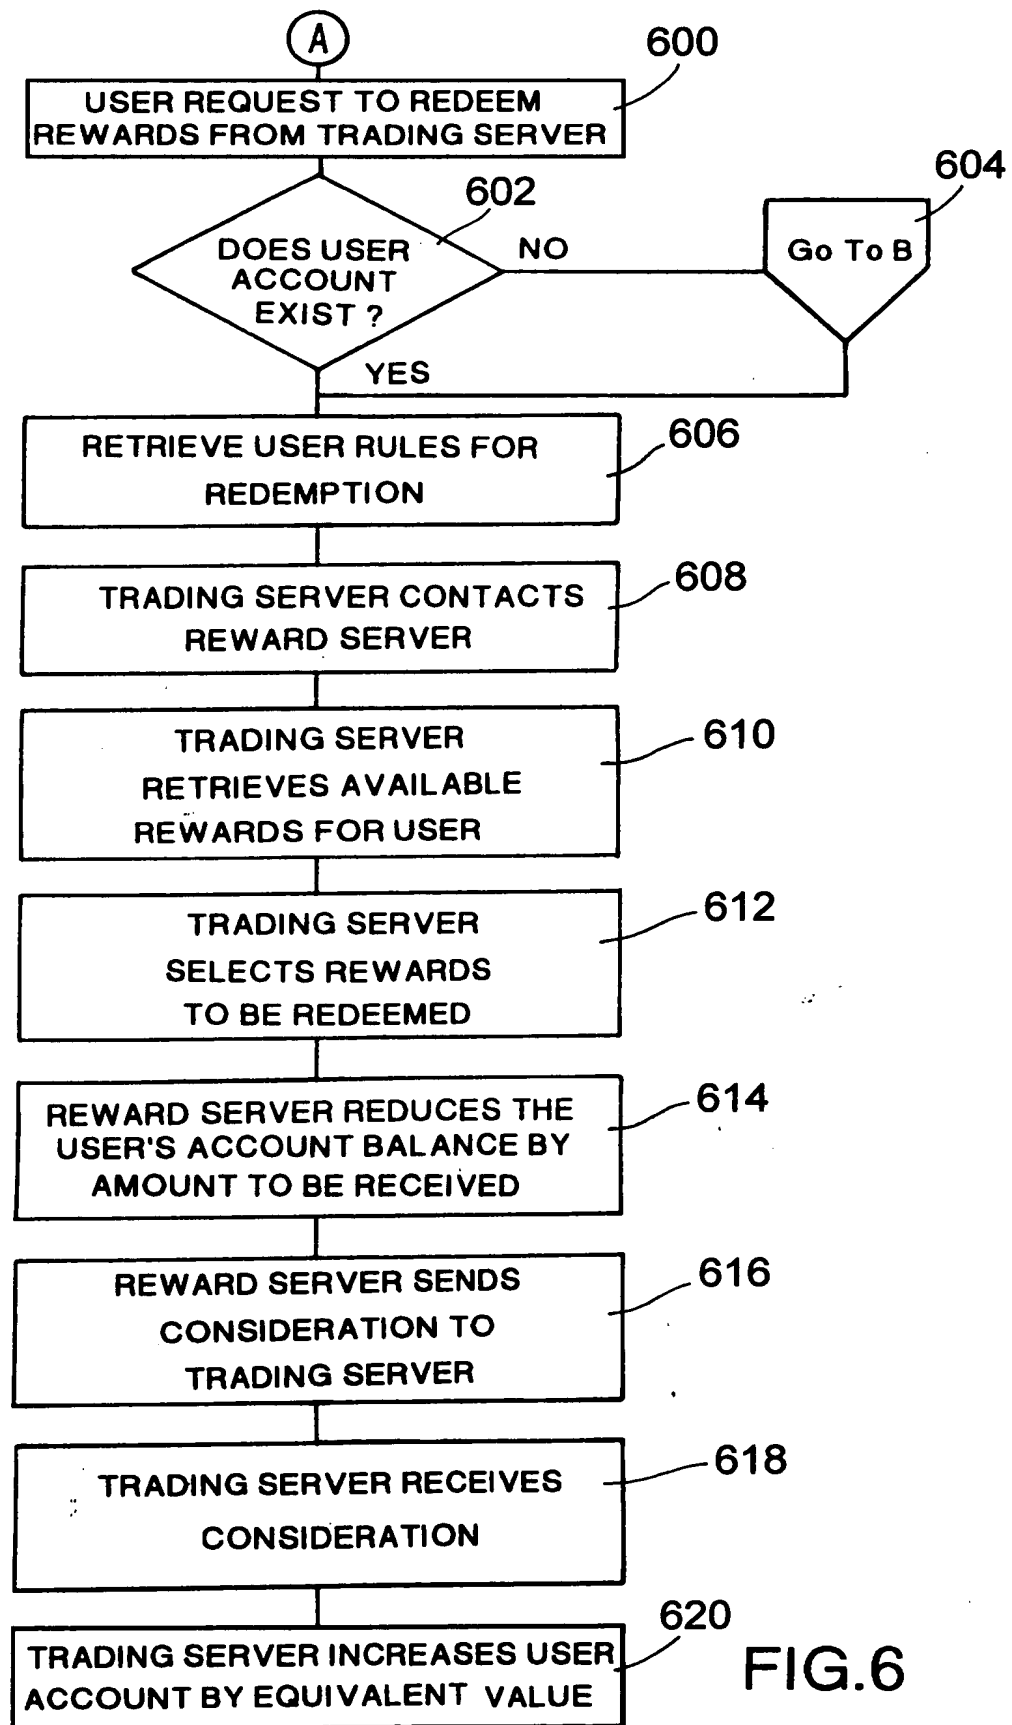 A
600
USER REQUEST TO REDEEM
REWARDS FROM TRADING SERVER
602
604
DOES USER
ACCOUNT
EXIST ?
NO
Go To B
YES
RETRIEVE USER RULES FOR
REDEMPTION
606
TRADING SERVER CONTACTS
REWARD SERVER
608
TRADING SERVER
RETRIEVES AVAILABLE
REWARDS FOR USER
610
TRADING SERVER
SELECTS REWARDS
TO BE REDEEMED
612
REWARD SERVER REDUCES THE
USER'S ACCOUNT BALANCE BY
AMOUNT TO BE RECEIVED
614
REWARD SERVER SENDS
CONSIDERATION TO
TRADING SERVER
616
TRADING SERVER RECEIVES
CONSIDERATION
618
TRADING SERVER INCREASES USER
ACCOUNT BY EQUIVALENT VALUE
620
FIG.6